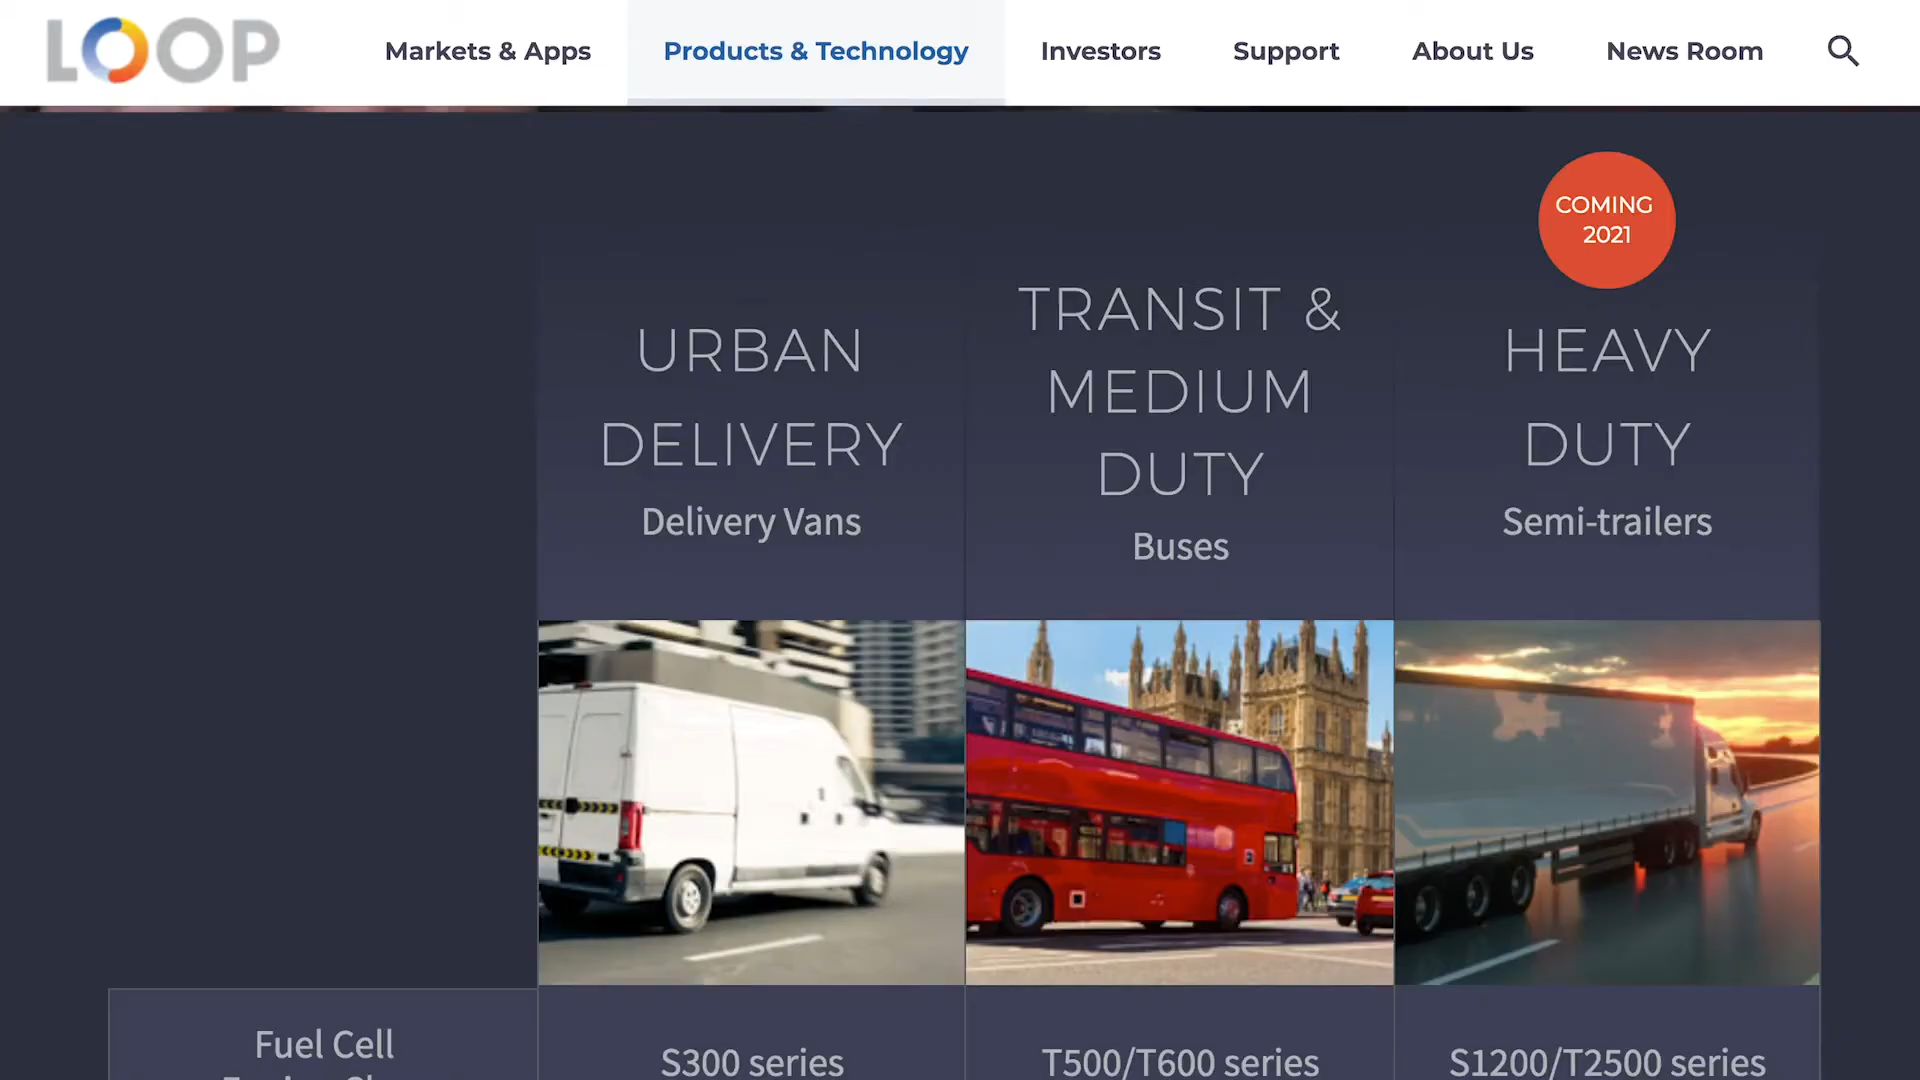 LOOP
Markets & Apps
Products & Technology
Investors
Support
About Us
News Room
COMING
2021
URBAN
DELIVERY
Delivery Vans
TRANSIT &
MEDIUM
DUTY
Buses
HEAVY
DUTY
Semi-trailers
Fuel Cell
S300 series
T500/T600 series
S1200/T2500 series